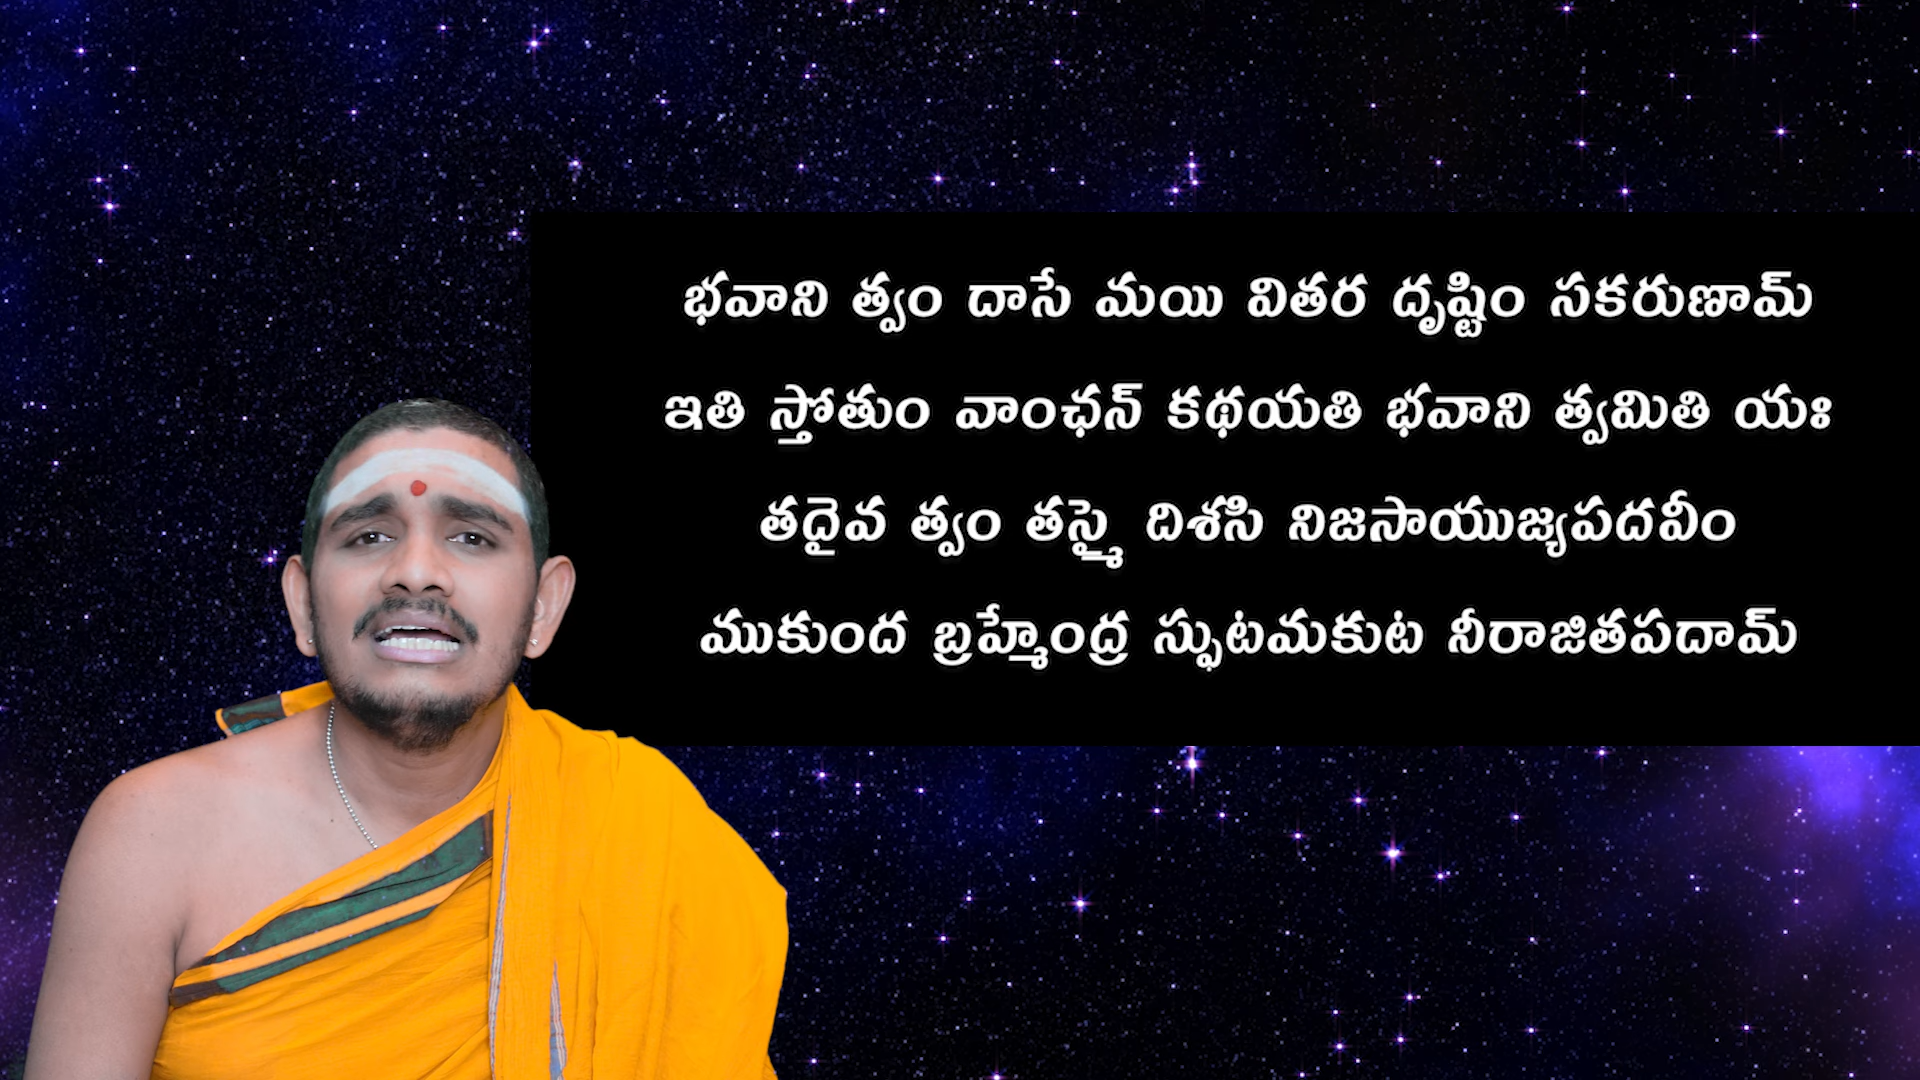 భవాని త్వం దాసే మయి వితర దృష్టిం సకరుణామ్
ఇతి స్తోతుం వాంఛన్ కథయతి భవాని త్వమితి యః
తదైవ త్వం తస్మై దిశసి నిజసాయుజ్యపదవీం
ముకుంద బ్రహ్మేంద్ర స్ఫుటమకుట నీరాజితపదామ్